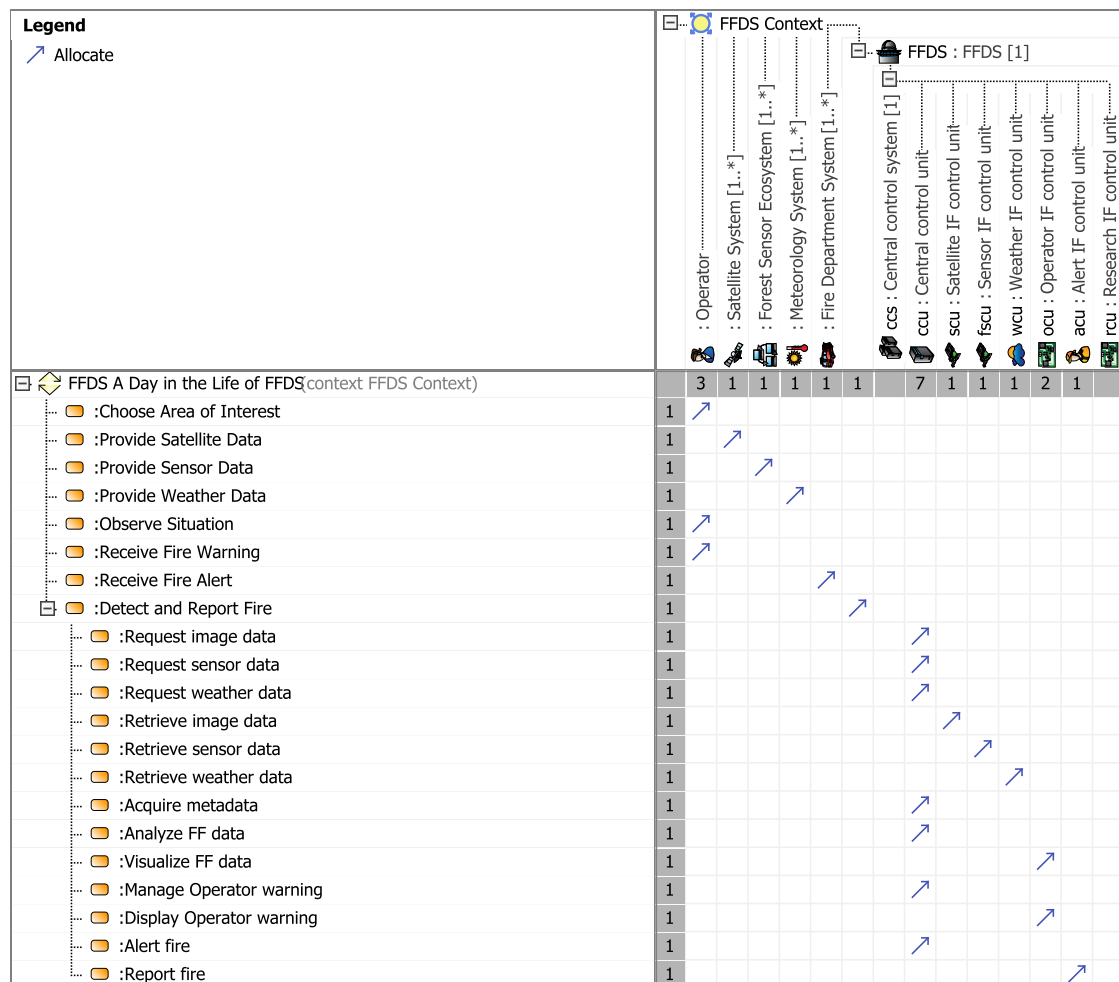 Legend
Allocate
FFDS Context
FFDS : FFDS [1]
: Operator
: Satellite System [1..*]
: Forest Sensor Ecosystem [1..*]
: Meteorology System [1..*]
: Fire Department System [1..*]
ccs : Central control system [1]
ccu : Central control unit
scu : Satellite IF control unit
fscu : Sensor IF control unit
wcu : Weather IF control unit
ocu : Operator IF control unit
acu : Alert IF control unit
rcu : Research IF control unit
FFDS A Day in the Life of FFDS(context FFDS Context) 3 1 1 1 1 1 7 1 1 1 2 1
:Choose Area of Interest 1
:Provide Satellite Data 1
:Provide Sensor Data 1
:Provide Weather Data 1
:Observe Situation 1
:Receive Fire Warning 1
:Receive Fire Alert 1
:Detect and Report Fire 1
:Request image data 1
:Request sensor data 1
:Request weather data 1
:Retrieve image data 1
:Retrieve sensor data 1
:Retrieve weather data 1
:Acquire metadata 1
:Analyze FF data 1
:Visualize FF data 1
:Manage Operator warning 1
:Display Operator warning 1
:Alert fire 1
:Report fire 1